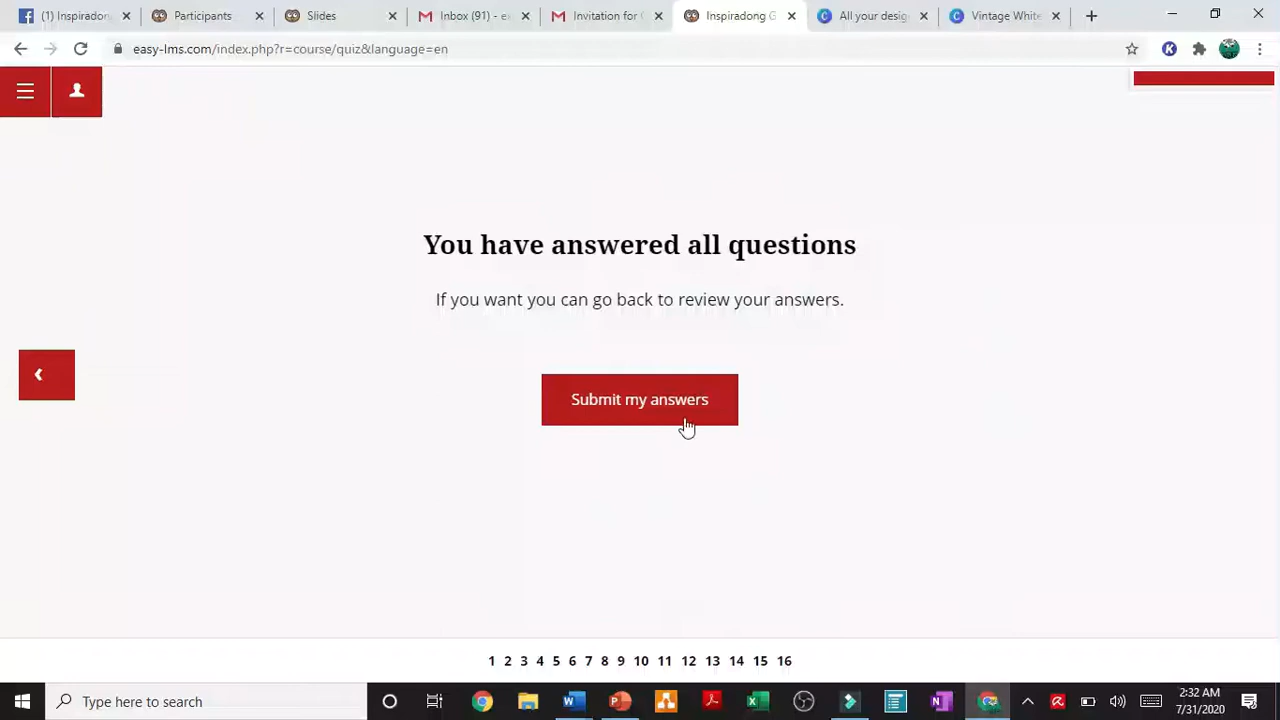 (1) Inspirador
Participants
Slides
Inbox (91) - e
Invitation for
Inspiradong G
All your desig
Vintage White
easy-lms.com/index.php?r=course/quiz&language=en
You have answered all questions
If you want you can go back to review your answers.
Submit my answers
1 2 3 4 5 6 7 8 9 10 11 12 13 14 15 16
Type here to search
2:32 AM
7/31/2020